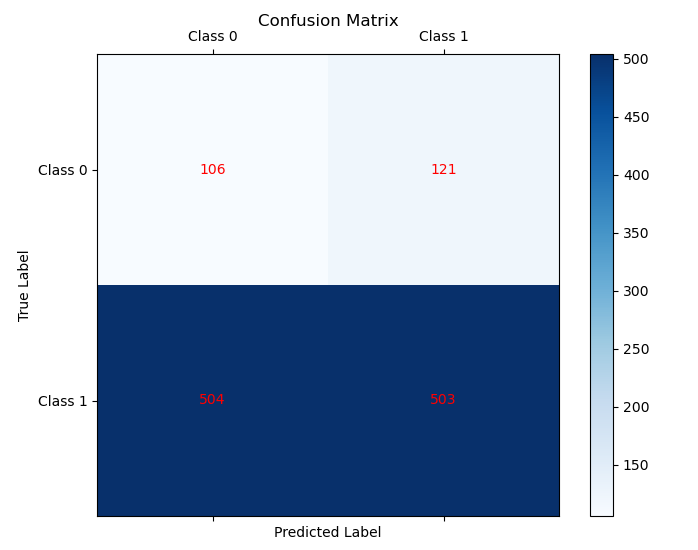 Confusion Matrix
Class 0 Class 1
500
450
400
350
300
250
200
150
Class 0 106 121
Class 1 504 503
True Label
Predicted Label